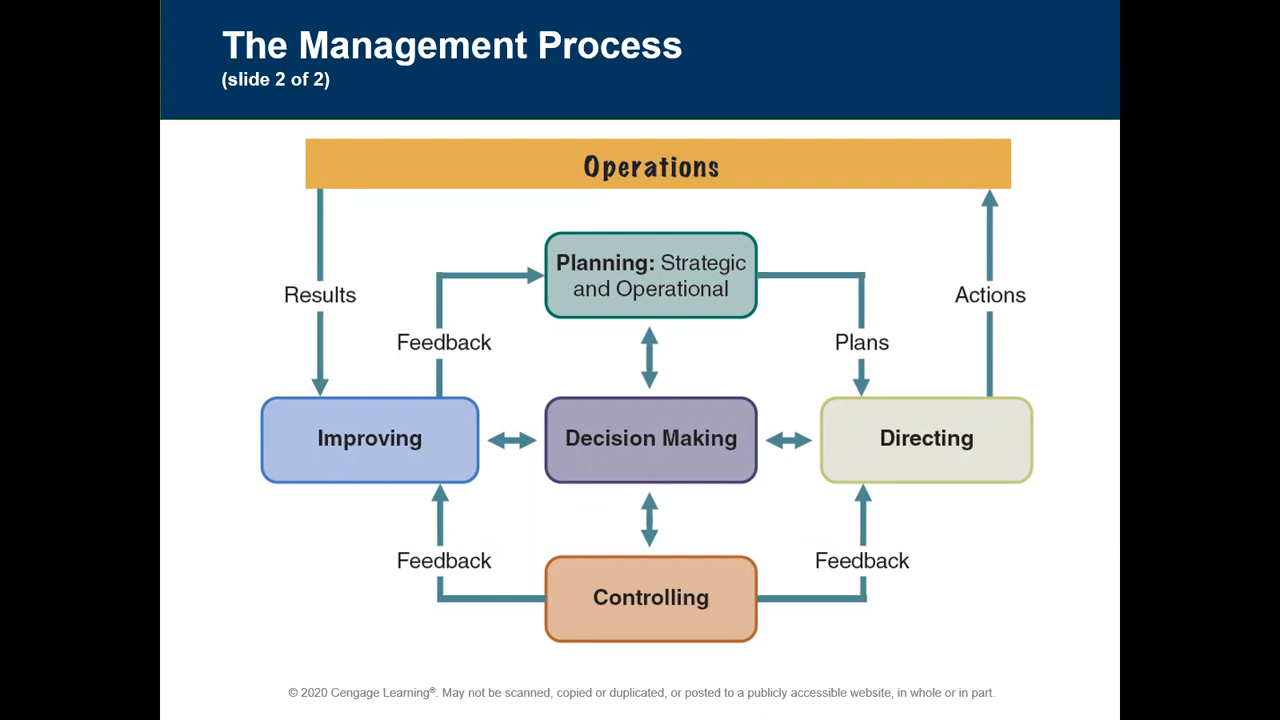 The Management Process
(slide 2 of 2)
Operations
Planning: Strategic
and Operational
Results
Actions
Feedback
Plans
Improving
Decision Making
Directing
Feedback
Feedback
Controlling
© 2020 Cengage Learning®. May not be scanned, copied or duplicated, or posted to a publicly accessible website, in whole or in part.